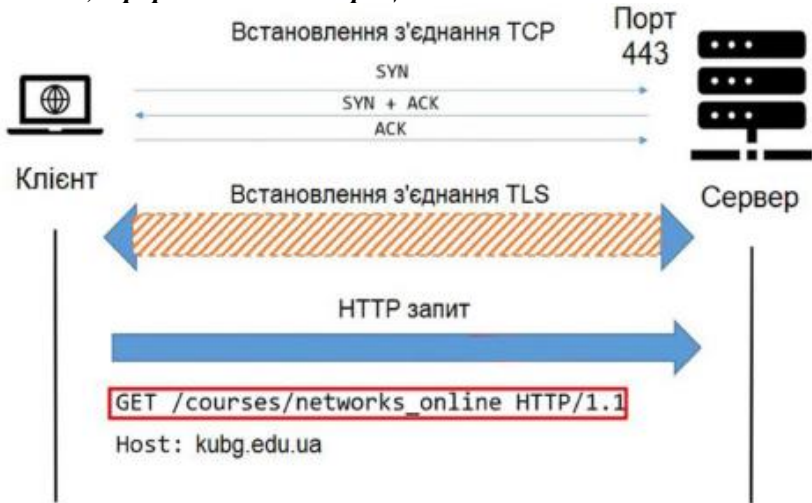 Встановлення з'єднання TCP
Порт
443
SYN
SYN + ACK
ACK
Клієнт
Сервер
Встановлення з'єднання TLS
HTTP запит
GET /courses/networks_online HTTP/1.1
Host: kubg.edu.ua